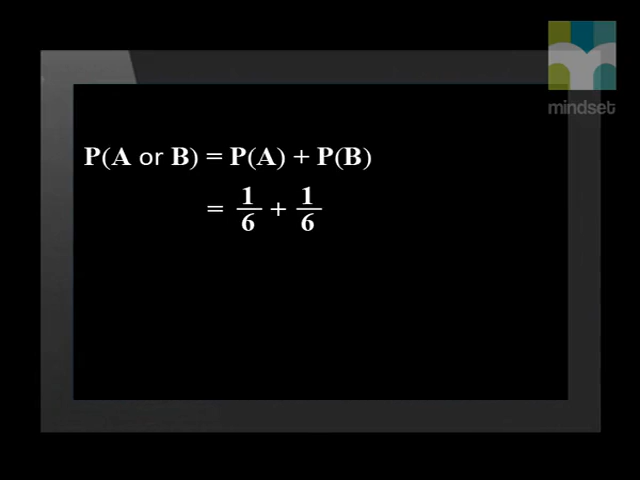 mindset
P(A or B) = P(A) + P(B)
= 1/6 + 1/6